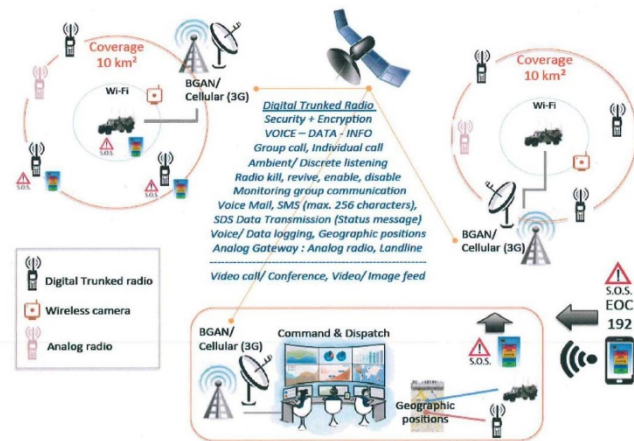 Coverage
10 km²
Wi-Fi
S.O.S.
S.O.S.
S.O.S.
BGAN/
Cellular (3G)
Digital Trunked Radio
Security + Encryption
VOICE – DATA - INFO
Group call, Individual call
Ambient/ Discrete listening
Radio kill, revive, enable, disable
Monitoring group communication
Voice Mail, SMS (max. 256 characters),
SDS Data Transmission (Status message)
Voice/ Data logging, Geographic positions
Analog Gateway : Analog radio, Landline
Video call/ Conference, Video/ Image feed
Coverage
10 km²
Wi-Fi
BGAN/
Cellular (3G)
Digital Trunked radio
Wireless camera
Analog radio
BGAN/
Cellular (3G)
Command & Dispatch
S.O.S.
Geographic
positions
S.O.S.
EOC
192